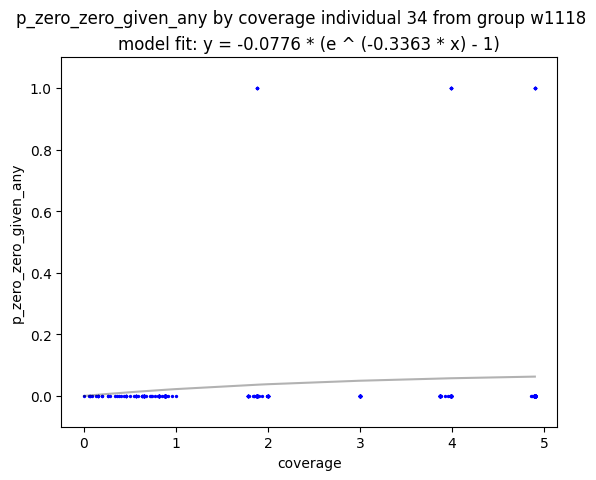 p_zero_zero_given_any by coverage individual 34 from group w1118
model fit: y = -0.0776 * (e ^ (-0.3363 * x) - 1)
p_zero_zero_given_any
1.0
0.8
0.6
0.4
0.2
0.0
0 1 2 3 4 5
coverage